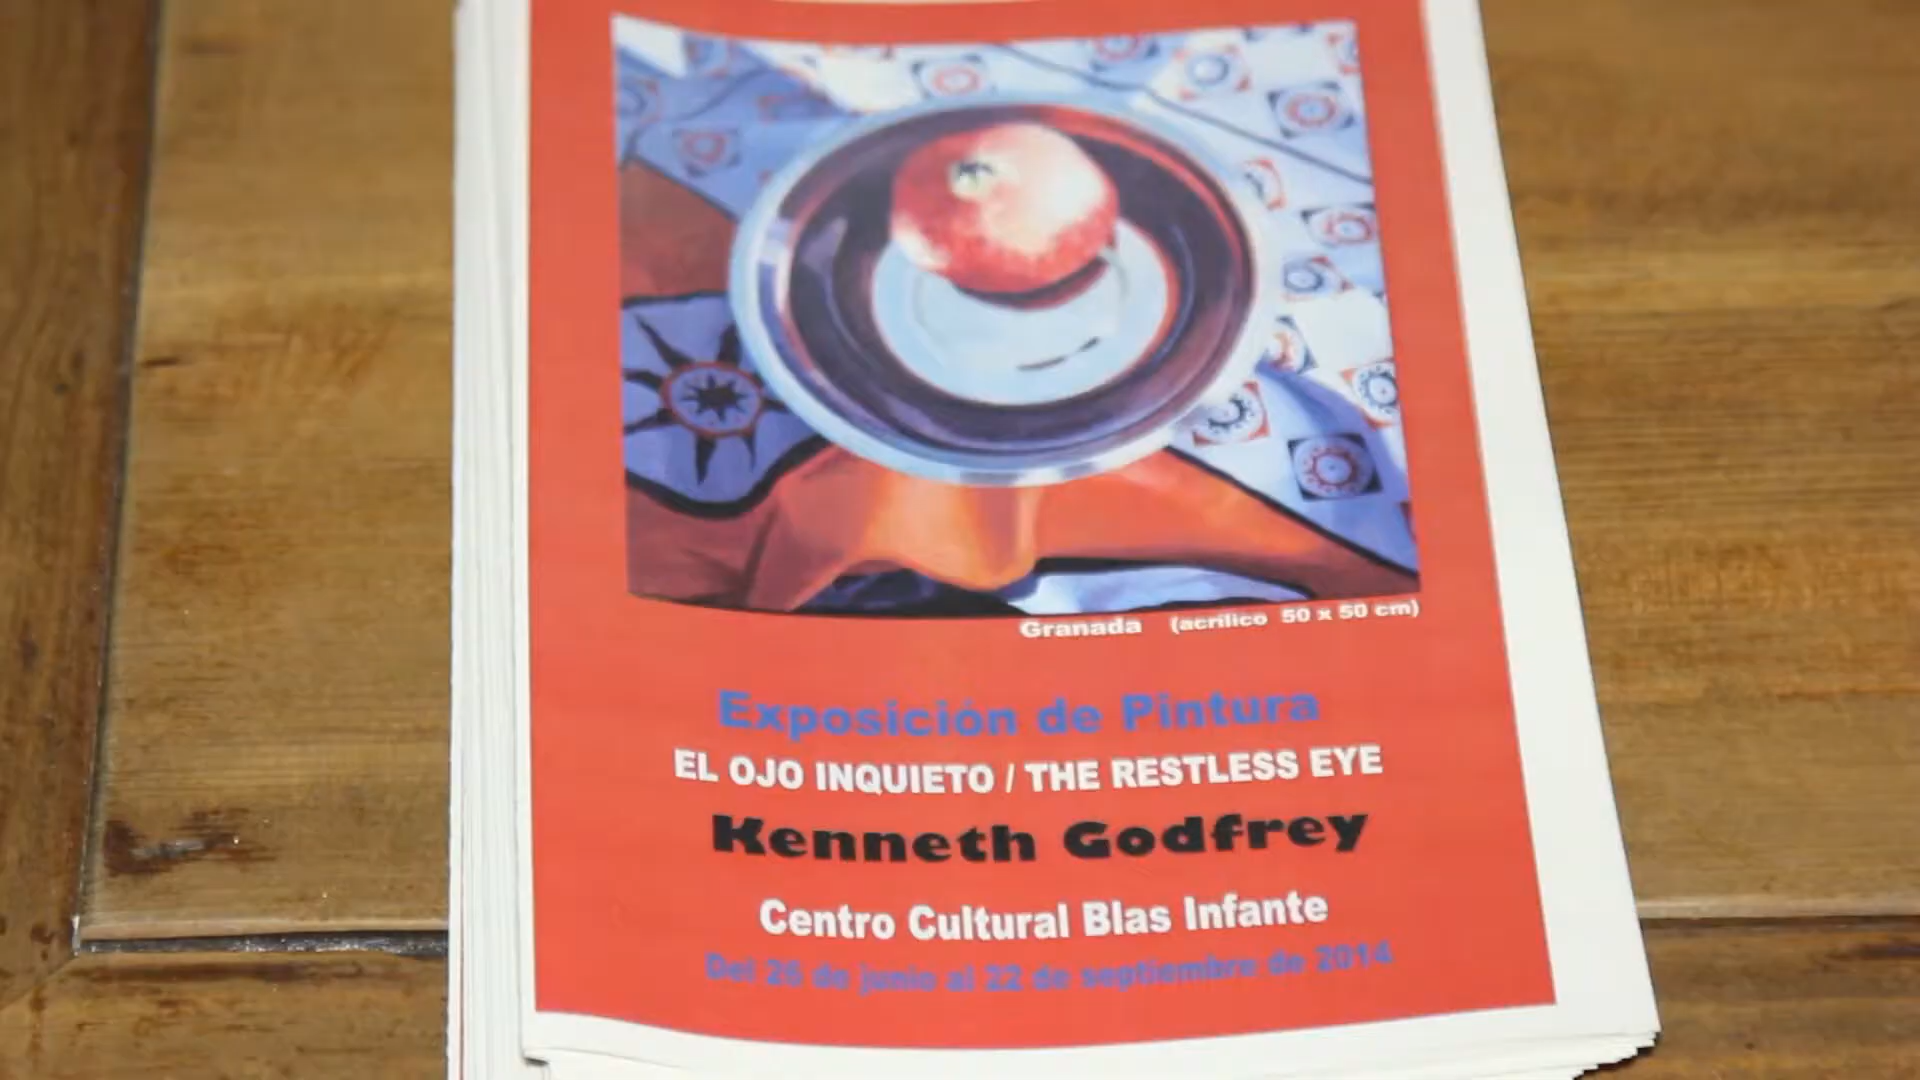 Granada (acrílico 50 x 50 cm)
Exposición de Pintura
EL OJO INQUIETO / THE RESTLESS EYE
Kenneth Godfrey
Centro Cultural Blas Infante
Del 26 de junio al 22 de septiembre de 2014